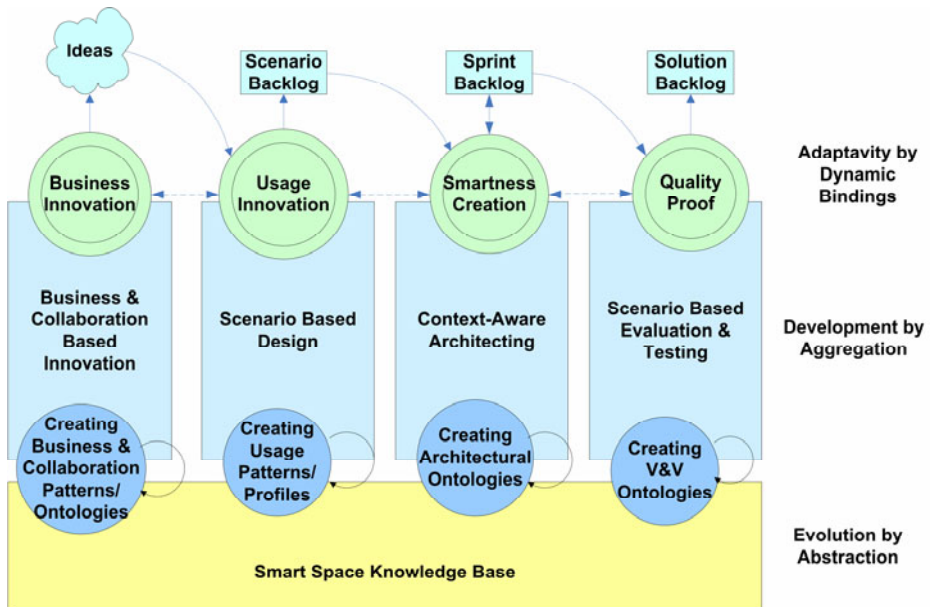 Ideas
Scenario
Backlog
Sprint
Backlog
Solution
Backlog
Business
Innovation
Usage
Innovation
Smartness
Creation
Quality
Proof
Adaptavity by
Dynamic
Bindings
Business &
Collaboration
Based
Innovation
Scenario Based
Design
Context-Aware
Architecting
Scenario Based
Evaluation &
Testing
Development by
Aggregation
Creating
Business &
Collaboration
Patterns/
Ontologies
Creating
Usage
Patterns/
Profiles
Creating
Architectural
Ontologies
Creating
V&V
Ontologies
Evolution by
Abstraction
Smart Space Knowledge Base